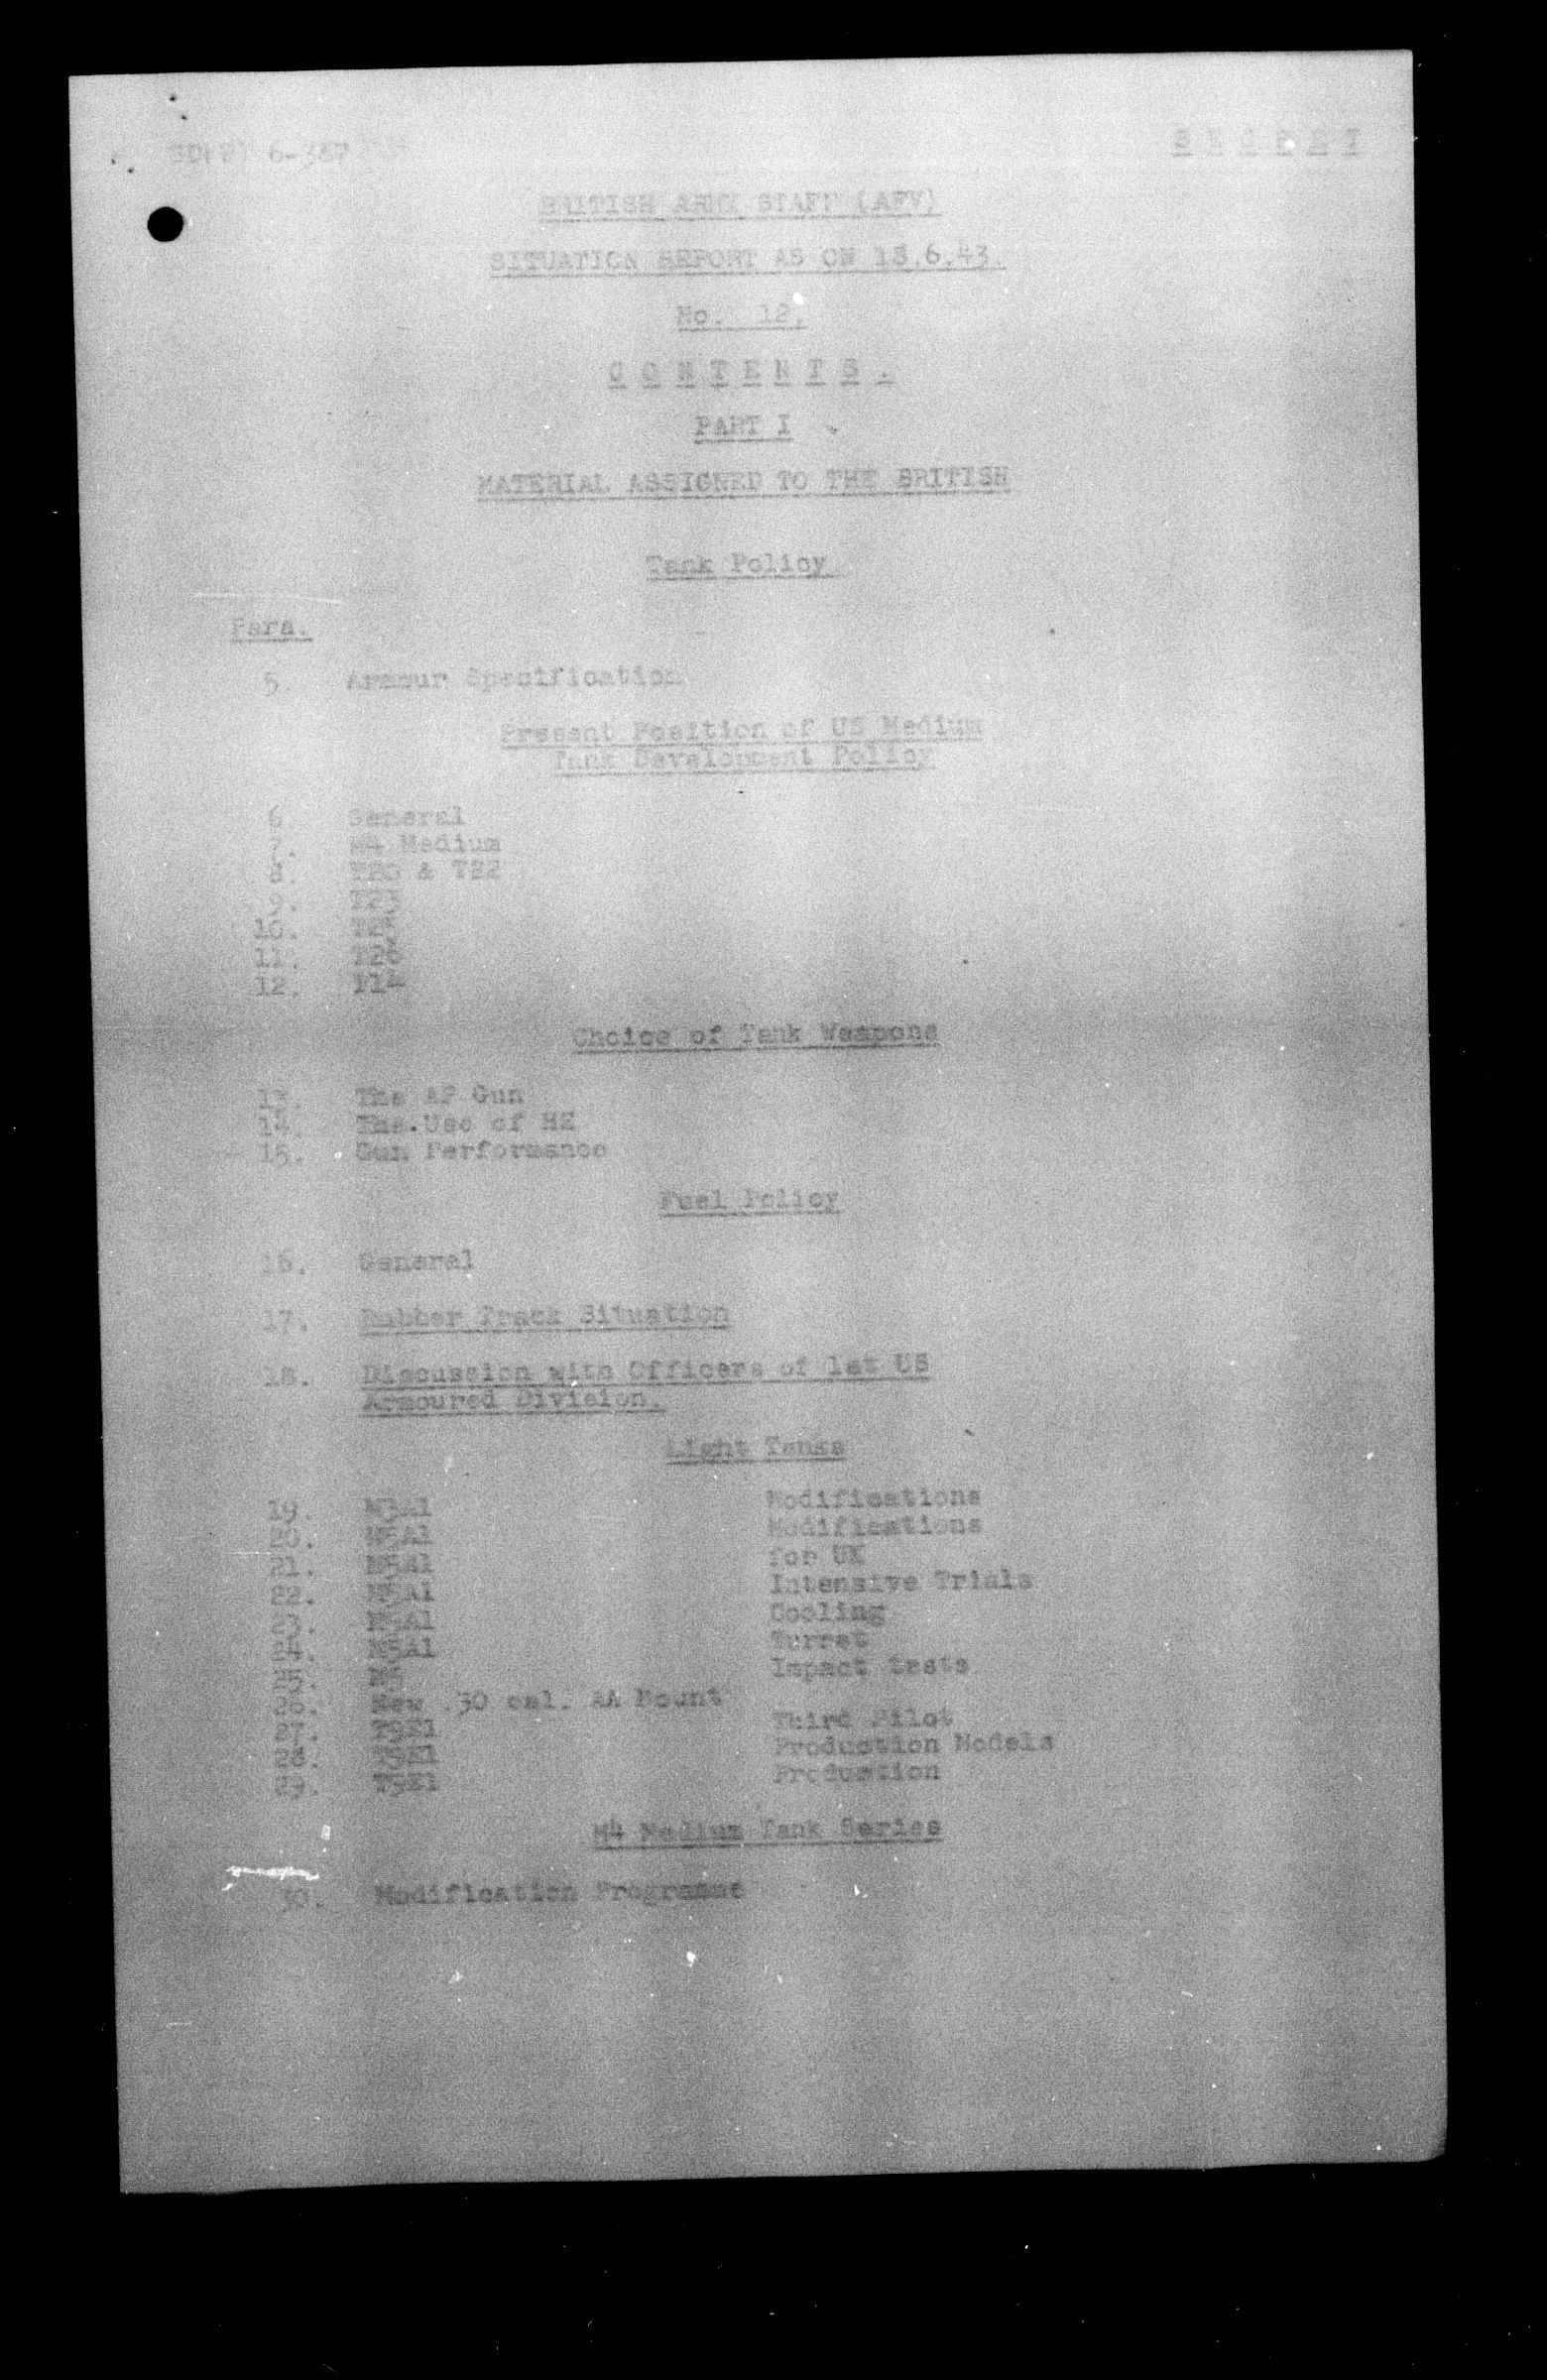 SD(W) 6-387
SECRET
BRITISH ARMY STAFF (AFV)
SITUATION REPORT AS ON 18.6.43.
No. 12.
CONTENTS.
PART I
MATERIAL ASSIGNED TO THE BRITISH
Tank Policy
Para.
5. Armour Specification
Present Position of US Medium
Tank Development Policy
6. General
7. M4 Medium
8. T20 & T22
9. T23
10. T25
11. T26
12. T14
Choice of Tank Weapons
13. The AP Gun
14. The Use of HE
15. Gun Performance
Fuel Policy
16. General
17. Rubber Track Situation
18. Discussion with Officers of 1st US
Armoured Division.
Light Tanks
19. M3A1 Modifications
20. M5A1 Modifications
21. M5A1 for UK
22. M5A1 Intensive Trials
23. M5A1 Cooling
24. M5A1 Turret
25. M5 Impact tests
26. New .30 cal. AA Mount
27. T9E1 Third Pilot
28. T9E1 Production Models
29. T9E1 Production
M4 Medium Tank Series
30. Modification Programme